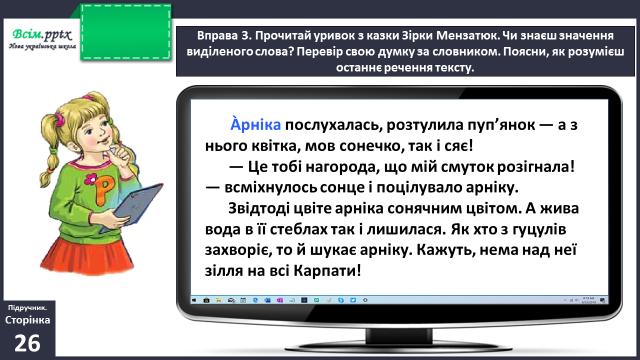 Всім.pptx
Нова українська школа
Вправа 3. Прочитай уривок з казки Зірки Мензатюк. Чи знаєш значення
виділеного слова? Перевір свою думку за словником. Поясни, як розумієш
останнє речення тексту.
А̀рніка послухалась, розтулила пуп’янок — а з
нього квітка, мов сонечко, так і сяє!
— Це тобі нагорода, що мій смуток розігнала!
— всміхнулось сонце і поцілувало арніку.
Звідтоді цвіте арніка сонячним цвітом. А жива
вода в її стеблах так і лишилася. Як хто з гуцулів
захворіє, то й шукає арніку. Кажуть, нема над неї
зілля на всі Карпати!
Р
Підручник.
Сторінка
26